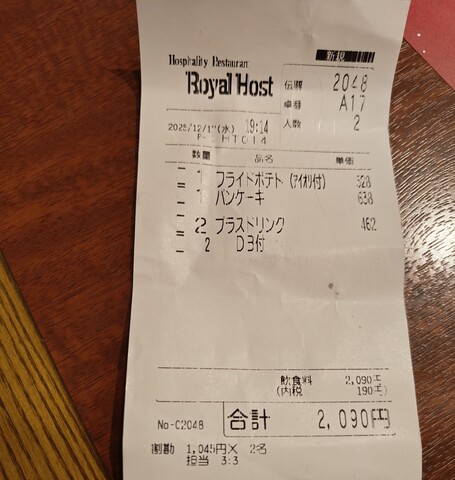 新規
Hospitality Restaurant
Royal Host
伝票 2048
卓番 A17
人数 2
2025/12/17(水) 19:14
HT014
数量 品名 単価
1 フライドポテト(アイオリ付) 528
1 パンケーキ 638
2 プラスドリンク 462
2 DB付
飲食料 2,090円
(内税 190円)
No-C2048 合計 2,090円
割勘 1,045円× 2名
担当 3:3